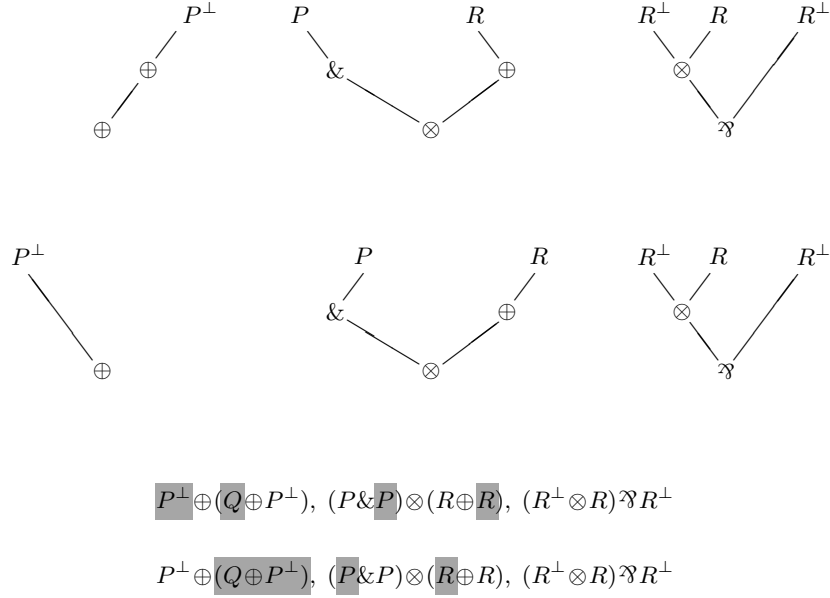 P⊥ P R R⊥ R R⊥
⊕ & ⊕ ⊗
⊕ ⊗ ⅋
P⊥ P R R⊥ R R⊥
& ⊕ ⊗
⊕ ⊗ ⅋
P⊥⊕(Q⊕P⊥), (P&P)⊗(R⊕R), (R⊥⊗R)⅋R⊥
P⊥⊕(Q⊕P⊥), (P&P)⊗(R⊕R), (R⊥⊗R)⅋R⊥